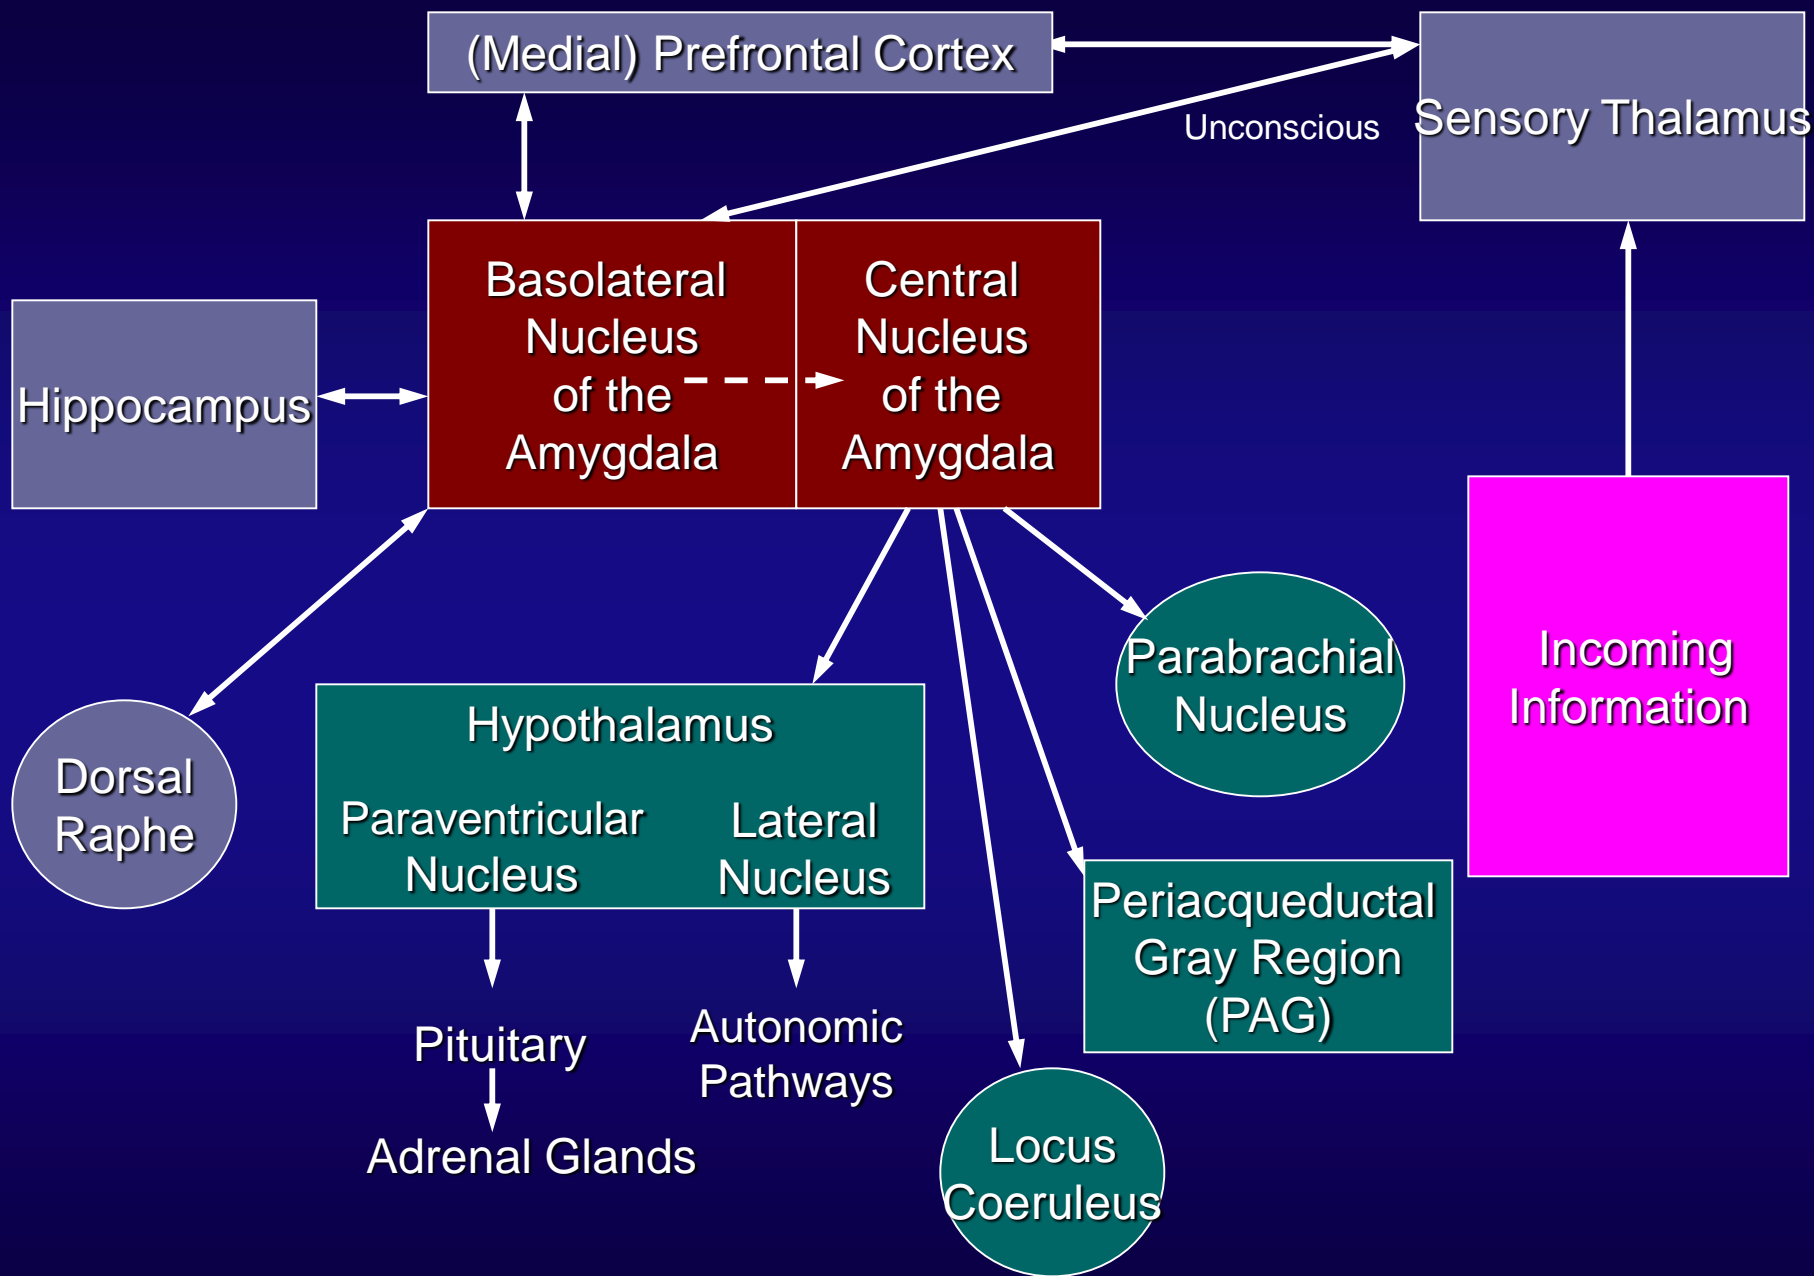 (Medial) Prefrontal Cortex
Sensory Thalamus
Unconscious
Basolateral
Nucleus
of the
Amygdala
Central
Nucleus
of the
Amygdala
Hippocampus
Incoming
Information
Parabrachial
Nucleus
Hypothalamus
Paraventricular
Nucleus
Lateral
Nucleus
Dorsal
Raphe
Periacqueductal
Gray Region
(PAG)
Pituitary
Autonomic
Pathways
Adrenal Glands
Locus
Coeruleus